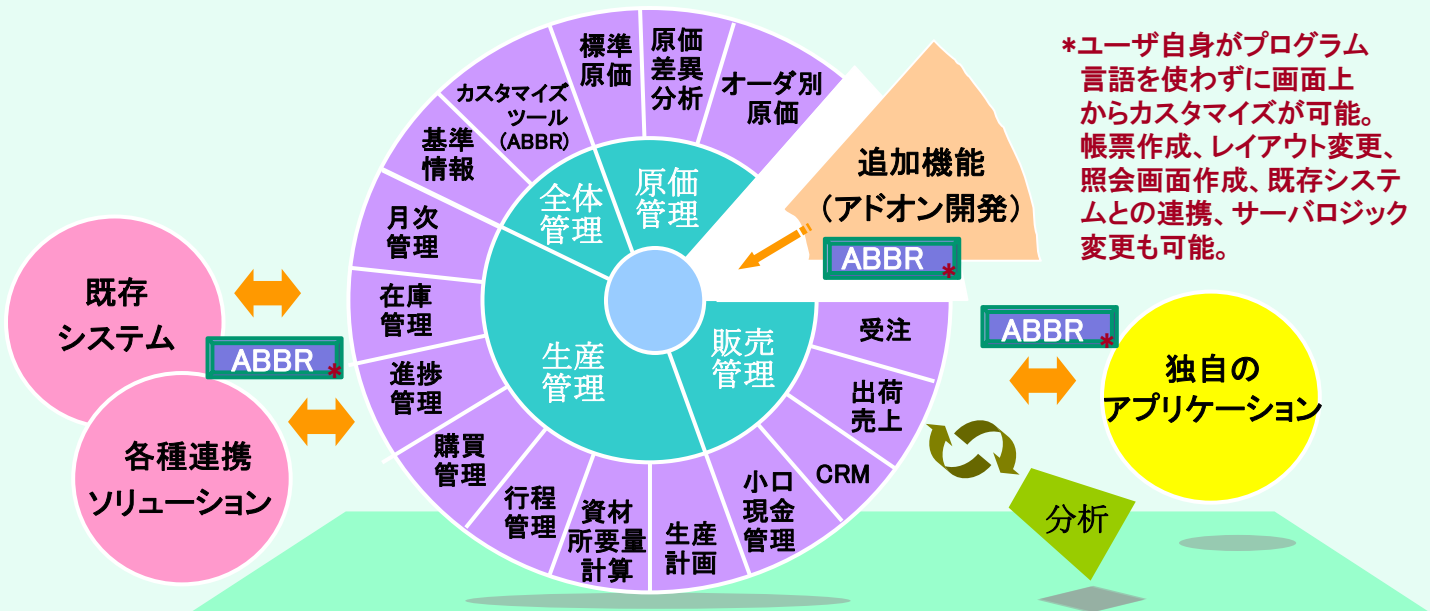 標準
原価
原価
差異
分析
オーダ別
原価
カスタマイズ
ツール
(ABBR)
基準
情報
月次
管理
在庫
管理
進捗
管理
購買
管理
行程
管理
資材
所要量
計算
生産
計画
小口
現金
管理
CRM
出荷
売上
受注
全体
管理
原価
管理
生産
管理
販売
管理
追加機能
（アドオン開発）
ABBR*
*ユーザ自身がプログラム
言語を使わずに画面上
からカスタマイズが可能。
帳票作成、レイアウト変更、
照会画面作成、既存システ
ムとの連携、サーバロジック
変更も可能。
既存
システム
ABBR*
各種連携
ソリューション
ABBR*
独自の
アプリケーション
分析